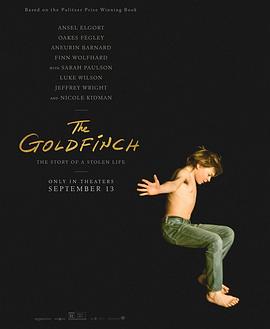 Based on the Pulitzer Prize Winning Book
ANSEL ELGORT
OAKES FEGLEY
ANEURIN BARNARD
FINN WOLFHARD
WITH SARAH PAULSON
LUKE WILSON
JEFFREY WRIGHT
AND NICOLE KIDMAN
The
GOLDFINCH
THE STORY OF A STOLEN LIFE
ONLY IN THEATERS
SEPTEMBER 13